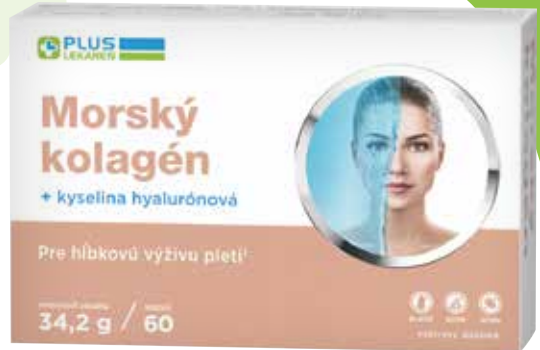 PLUS
LEKÁREŇ
Morský
kolagén
+ kyselina hyalurónová
Pre hĺbkovú výživu pleti¹
34,2 g / 60